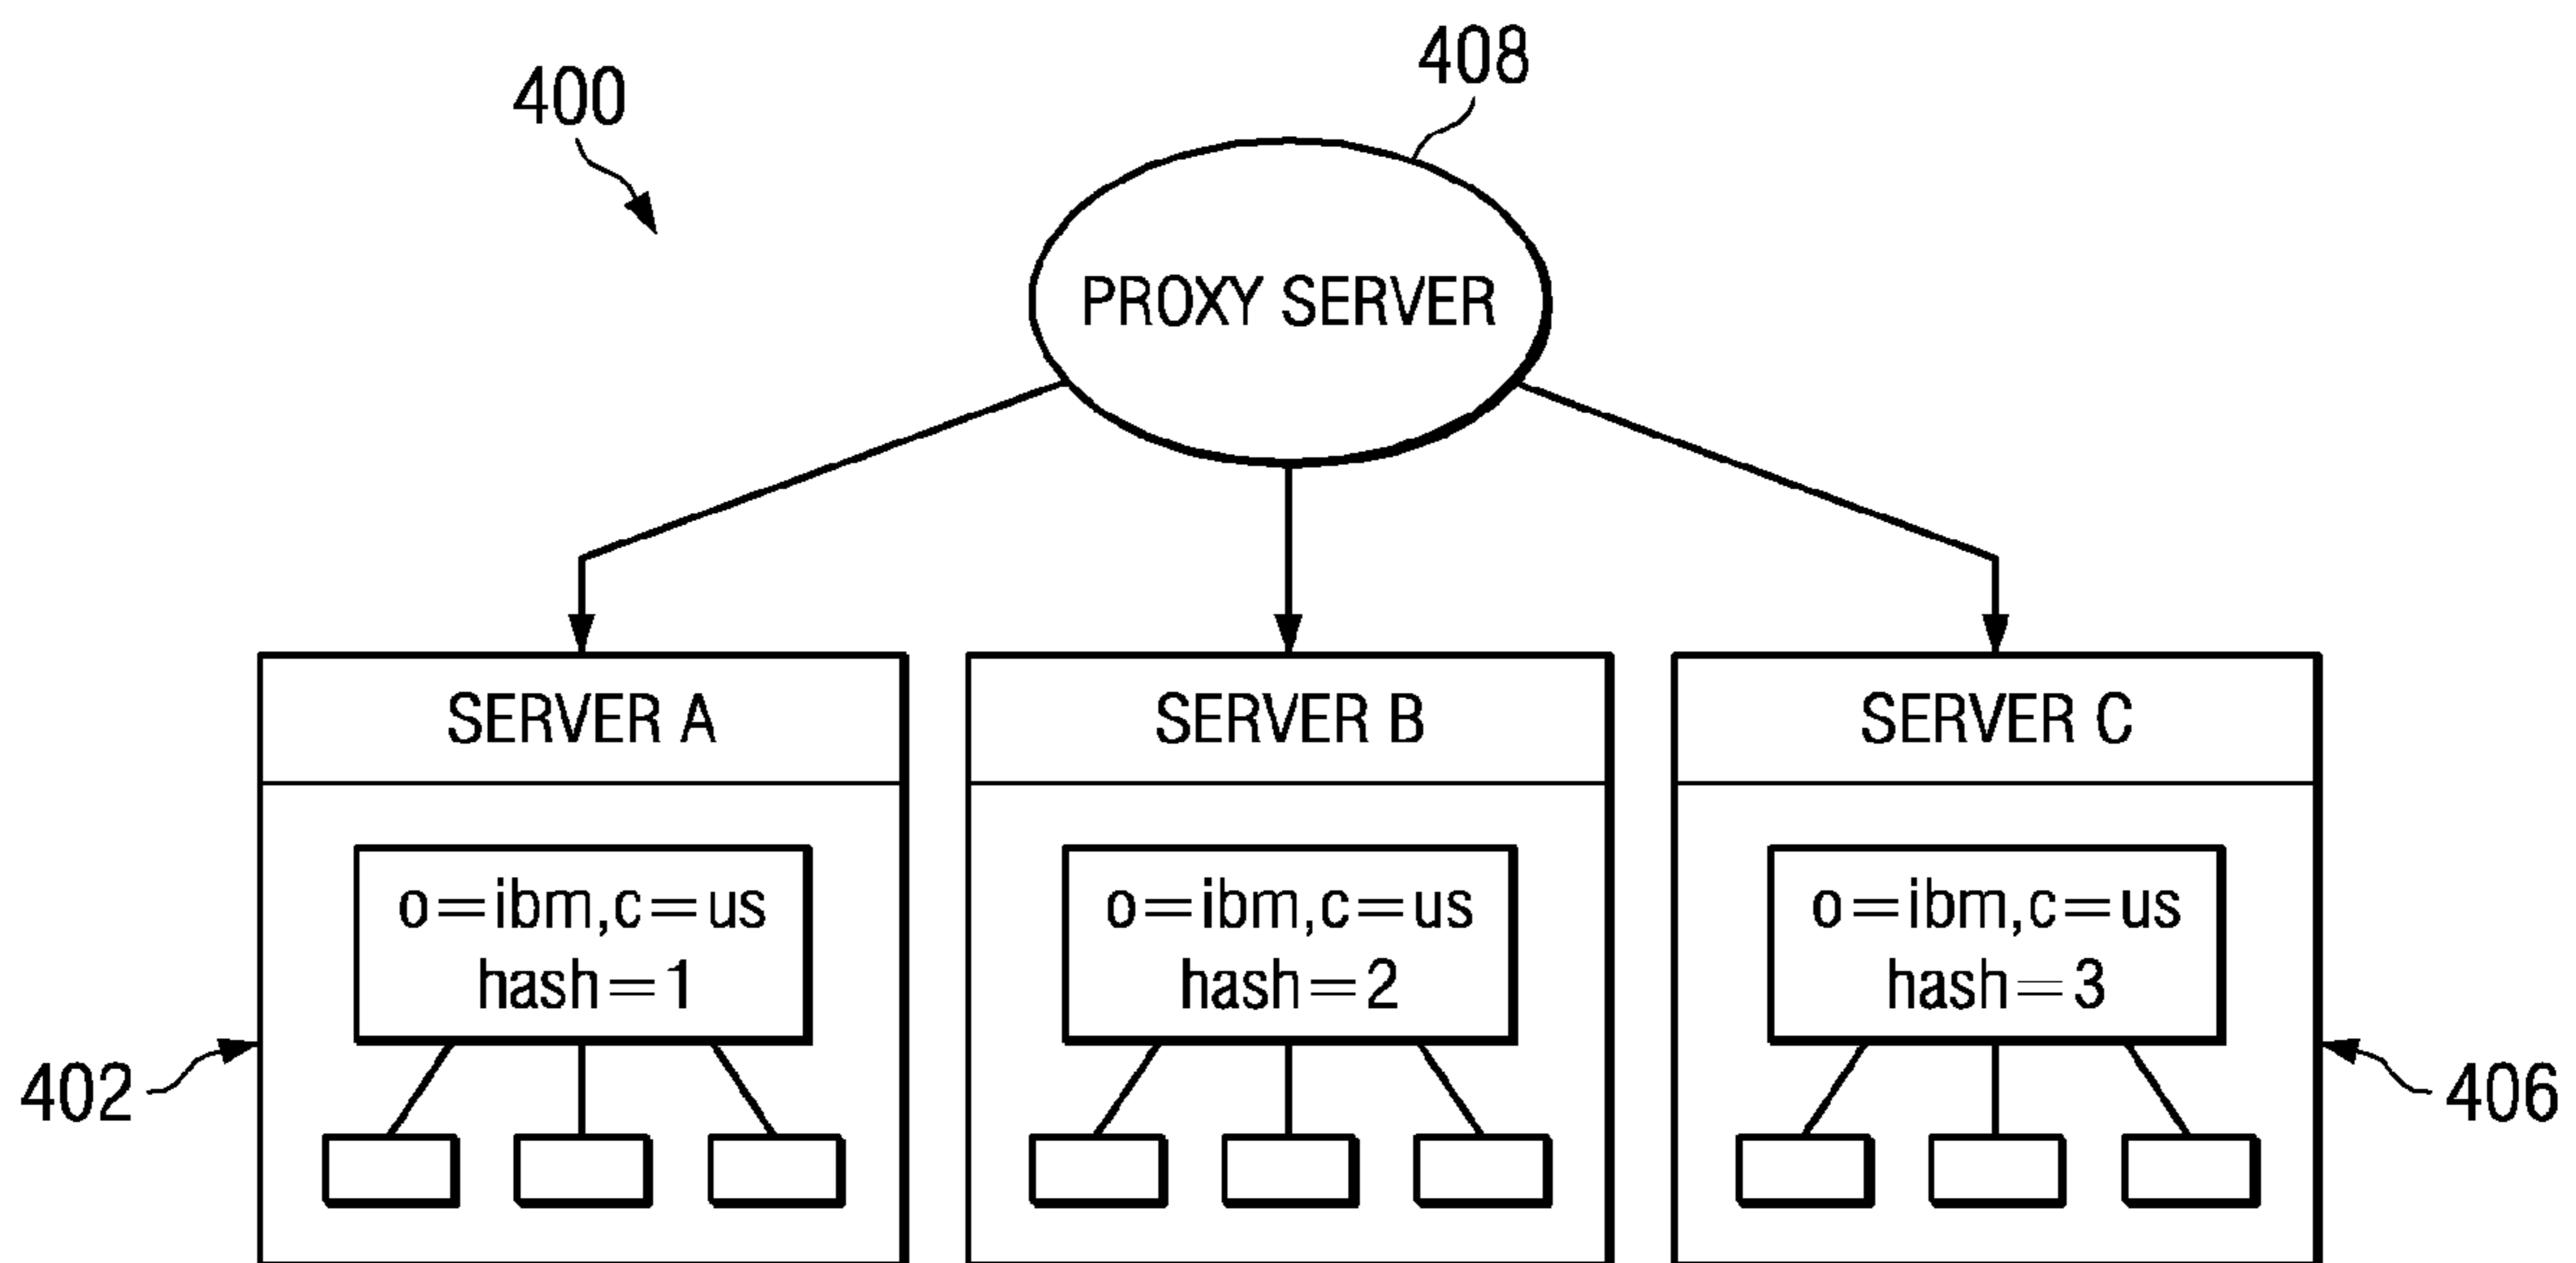 408
400
PROXY SERVER
SERVER A
SERVER B
SERVER C
o=ibm,c=us
hash=1
o=ibm,c=us
hash=2
o=ibm,c=us
hash=3
402
406